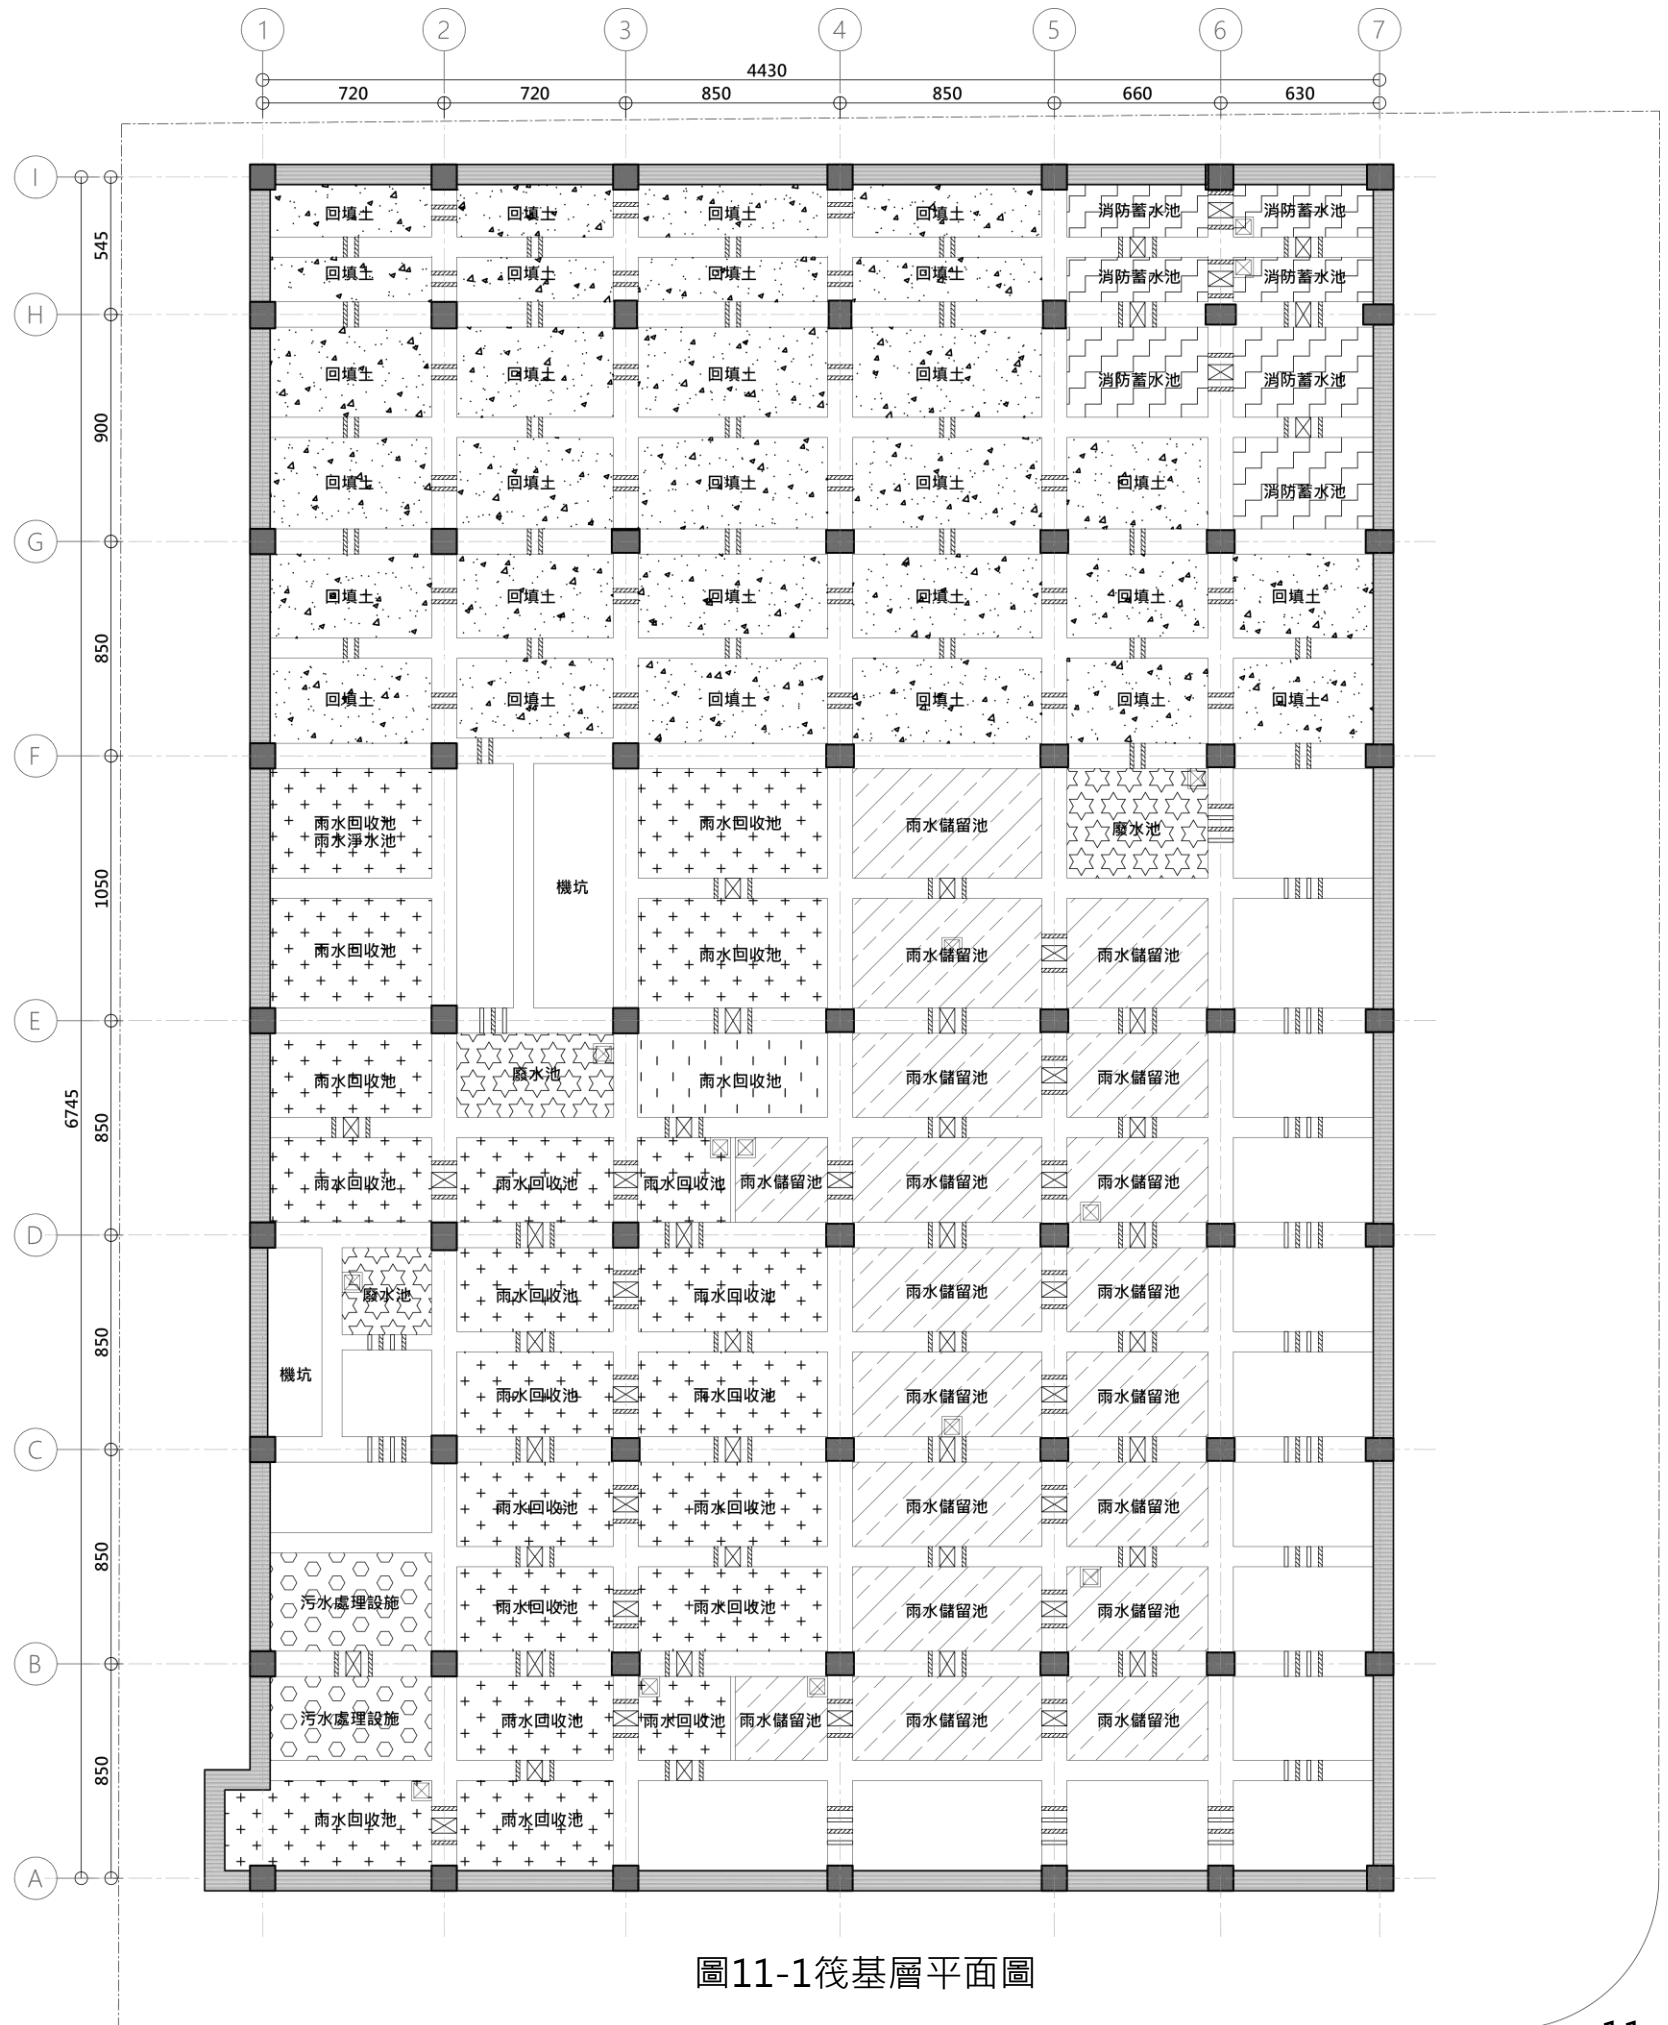 1 2 3 4 5 6 7
4430
720 720 850 850 660 630
I
回填土 回填土 回填土 回填土 消防蓄水池 消防蓄水池
545
回填土 回填土 回填土 回填土 消防蓄水池 消防蓄水池
H
回填土 回填土 回填土 回填土 消防蓄水池 消防蓄水池
900
回填土 回填土 回填土 回填土 回填土 消防蓄水池
G
回填土 回填土 回填土 回填土 回填土 回填土
850
回填土 回填土 回填土 回填土 回填土 回填土
F
雨水回收池 雨水回收池 雨水儲留池 廢水池
雨水淨水池
1050 機坑
雨水回收池 雨水回收池 雨水儲留池 雨水儲留池
E
雨水回收池 廢水池 雨水回收池 雨水儲留池 雨水儲留池
6745
850
雨水回收池 雨水回收池 雨水回收池 雨水儲留池 雨水儲留池 雨水儲留池
D
廢水池 雨水回收池 雨水回收池 雨水儲留池 雨水儲留池
850
機坑 雨水回收池 雨水回收池 雨水儲留池 雨水儲留池
C
雨水回收池 雨水回收池 雨水儲留池 雨水儲留池
850
污水處理設施 雨水回收池 雨水回收池 雨水儲留池 雨水儲留池
B
污水處理設施 雨水回收池 雨水回收池 雨水儲留池 雨水儲留池 雨水儲留池
850
雨水回收池 雨水回收池
A
圖11-1筏基層平面圖